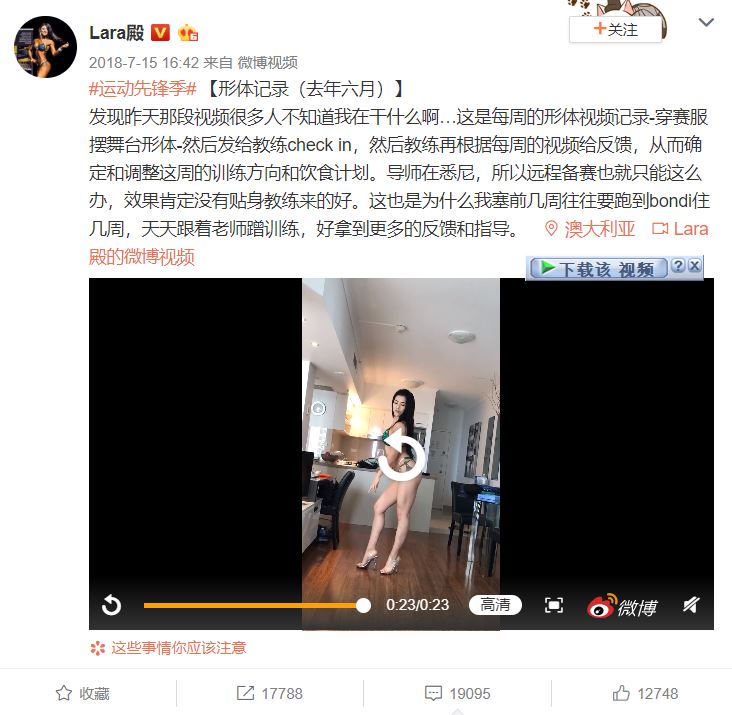 Lara殿
+关注
2018-7-15 16:42 来自 微博视频
#运动先锋季# 【形体记录（去年六月）】
发现昨天那段视频很多人不知道我在干什么啊…这是每周的形体视频记录-穿赛服
摆舞台形体-然后发给教练check in，然后教练再根据每周的视频给反馈，从而确
定和调整这周的训练方向和饮食计划。导师在悉尼，所以远程备赛也就只能这么
办，效果肯定没有贴身教练来的好。这也是为什么我塞前几周往往要跑到bondi住
几周，天天跟着老师蹭训练，好拿到更多的反馈和指导。 澳大利亚 Lara
殿的微博视频
下载该 视频 ? X
0:23/0:23 高清 微博
这些事情你应该注意
收藏 17788 19095 12748